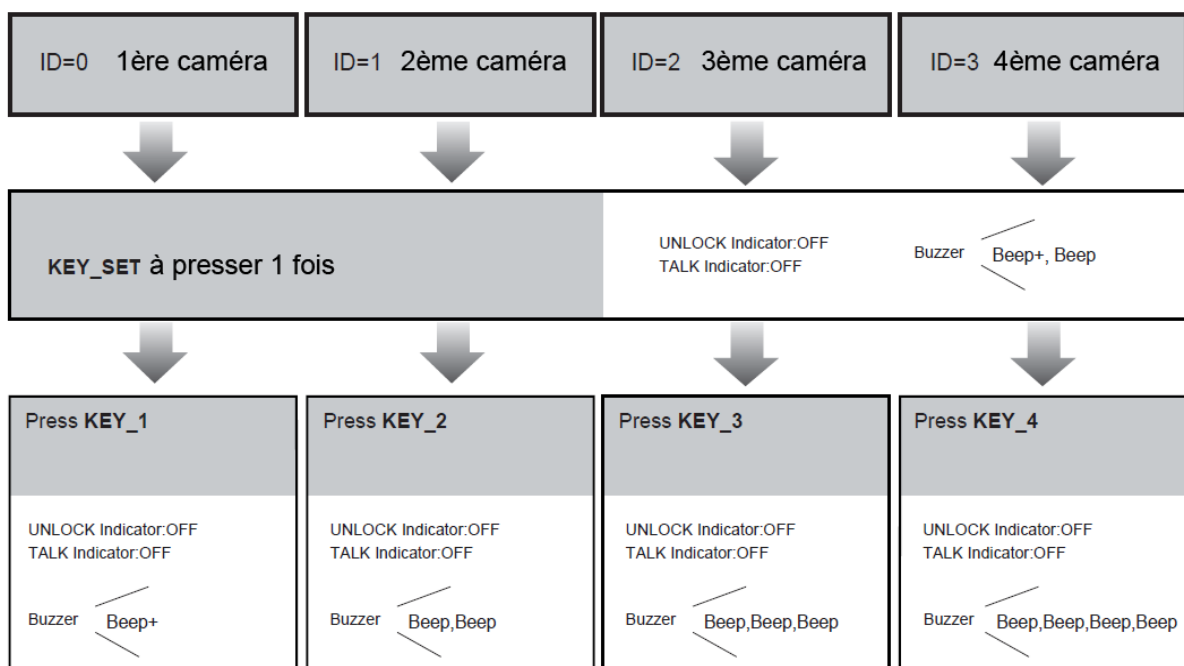 ID=0 1ère caméra
ID=1 2ème caméra
ID=2 3ème caméra
ID=3 4ème caméra
KEY_SET à presser 1 fois
UNLOCK Indicator:OFF
TALK Indicator:OFF
Buzzer Beep+, Beep
Press KEY_1
UNLOCK Indicator:OFF
TALK Indicator:OFF
Buzzer Beep+
Press KEY_2
UNLOCK Indicator:OFF
TALK Indicator:OFF
Buzzer Beep,Beep
Press KEY_3
UNLOCK Indicator:OFF
TALK Indicator:OFF
Buzzer Beep,Beep,Beep
Press KEY_4
UNLOCK Indicator:OFF
TALK Indicator:OFF
Buzzer Beep,Beep,Beep,Beep